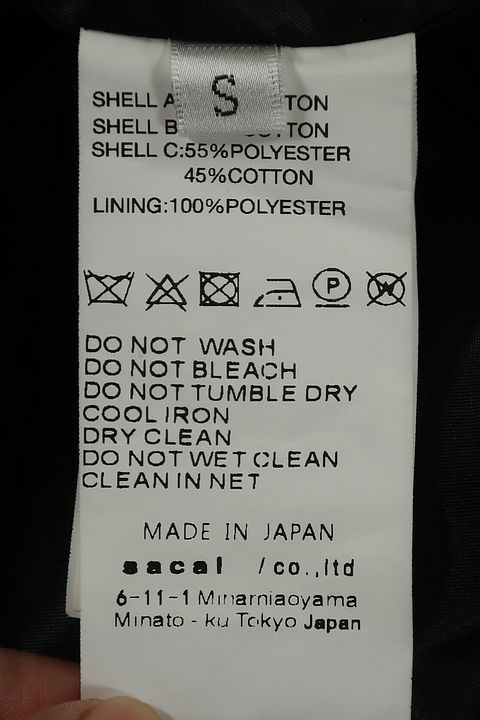 S
SHELL A TON
SHELL B COTTON
SHELL C:55%POLYESTER
45%COTTON
LINING:100%POLYESTER
P
W
DO NOT WASH
DO NOT BLEACH
DO NOT TUMBLE DRY
COOL IRON
DRY CLEAN
DO NOT WET CLEAN
CLEAN IN NET
MADE IN JAPAN
sacai /co.,ltd
6-11-1 Minamiaoyama
Minato - ku Tokyo Japan